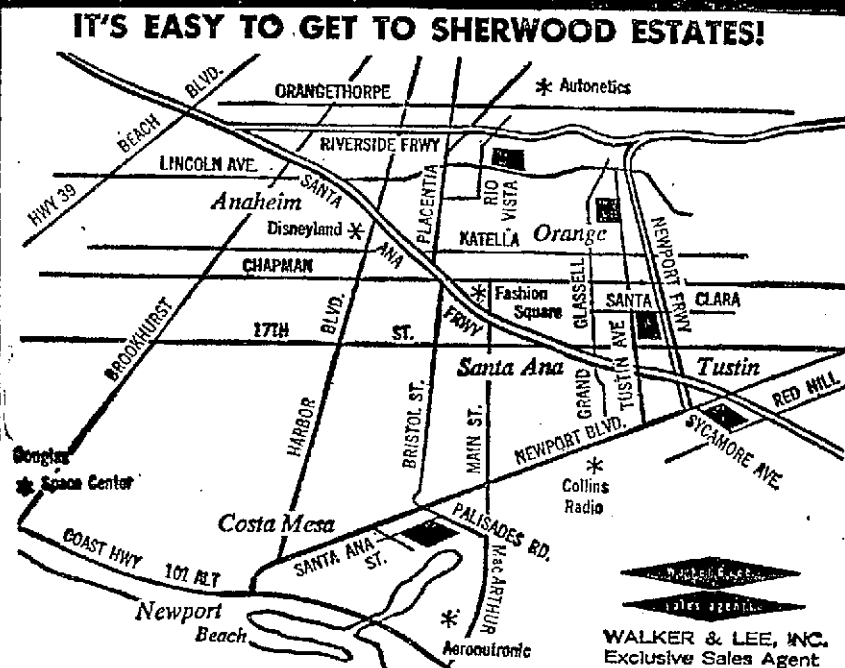 IT'S EASY TO GET TO SHERWOOD ESTATES!
BLVD.
ORANGETHORPE
Autonetics
BEACH
RIVERSIDE FRWY
LINCOLN AVE.
HWY 39
SANTA
Anaheim
PLACENTIA
RIO
VISTA
Disneyland
ANA
KATELLA
Orange
NEWPORT FRWY
CHAPMAN
Fashion
Square
GLASSELL
SANTA CLARA
BROOKHURST
BLVD.
17TH ST.
FRWY
TUSTIN AVE
Santa Ana
Tustin
HARBOR
BRISTOL ST.
MAIN ST.
GRAND
RED HILL
NEWPORT BLVD.
SYCAMORE AVE.
Douglas
Space Center
Collins
Radio
Costa Mesa
PALISADES RD.
COAST HWY 101 ALT
SANTA ANA
ST.
MacARTHUR
Newport
Beach
Aeronutronic
sales agent
WALKER & LEE, INC.
Exclusive Sales Agent